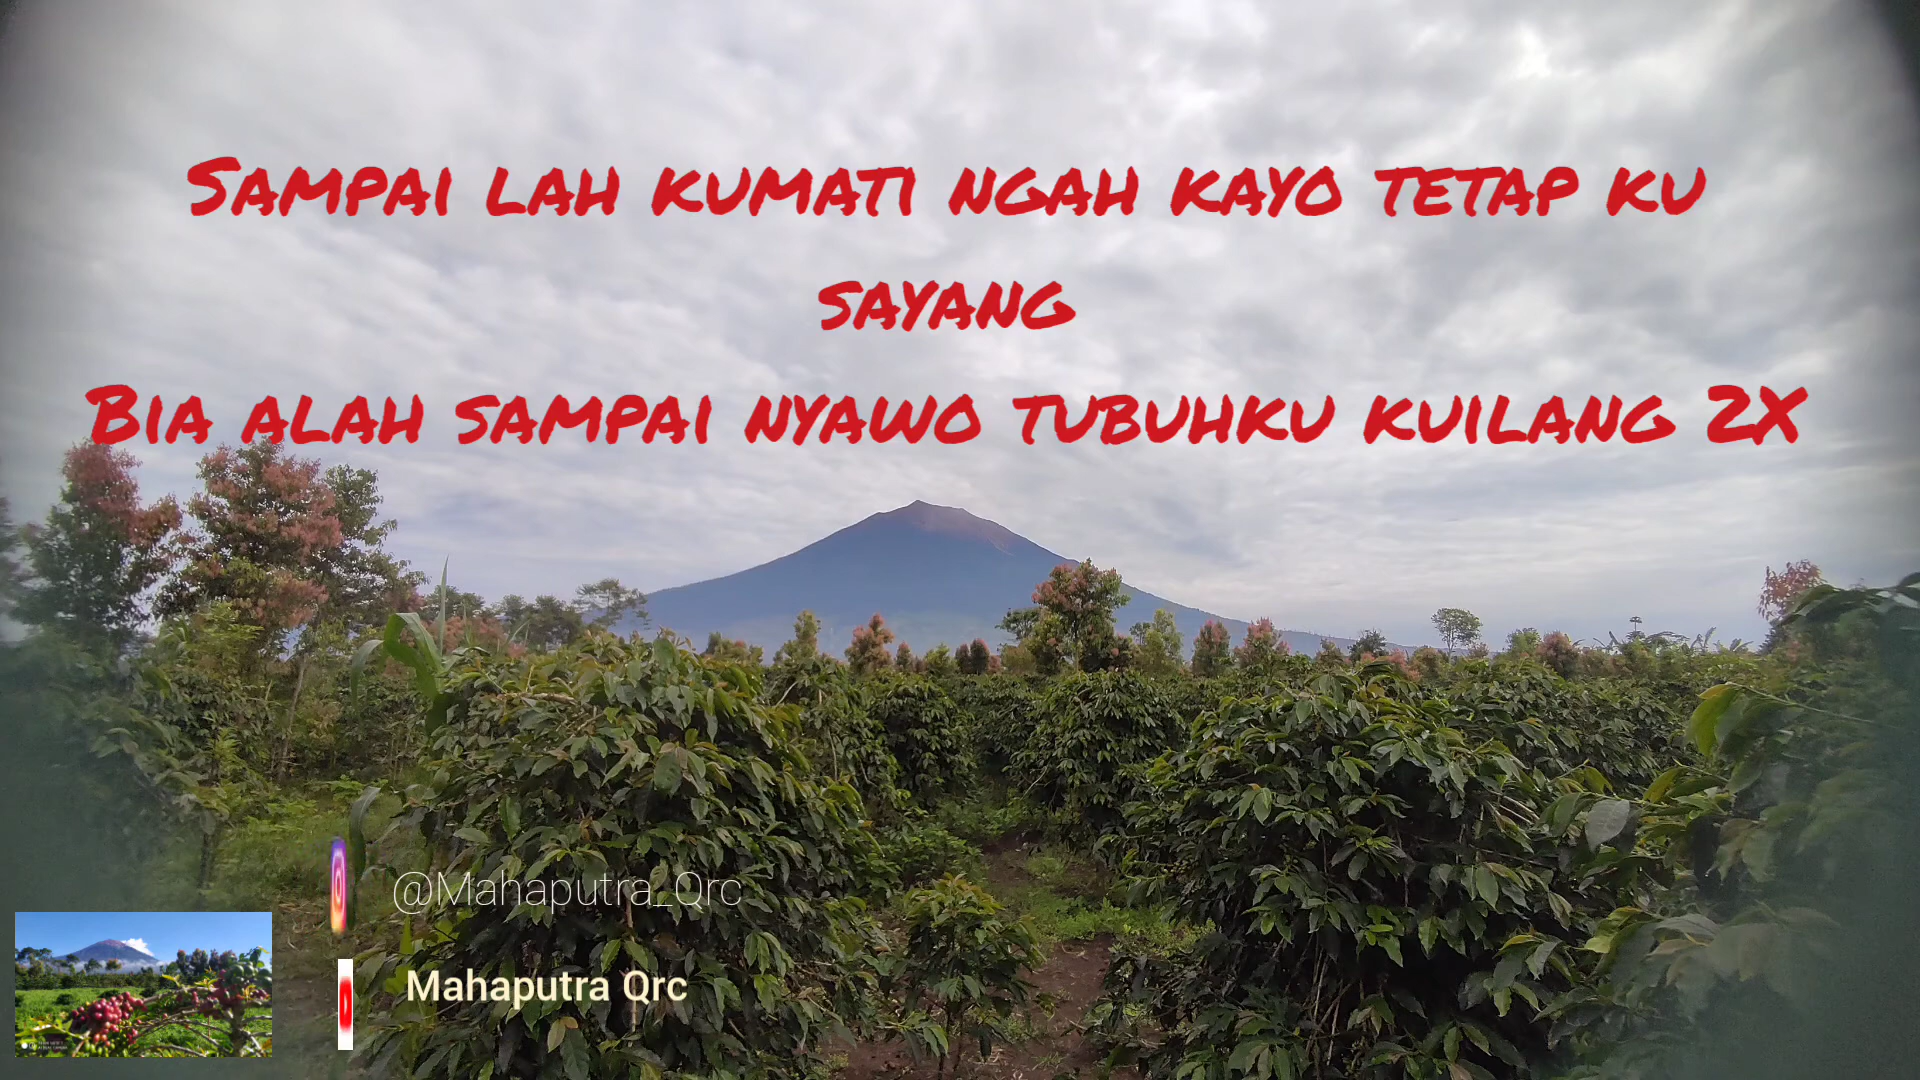 Sampai lah kumati ngah kayo tetap ku
sayang
Bia alah sampai nyawo tubuhku kuilang 2X
@Mahaputra_Qrc
Mahaputra Qrc